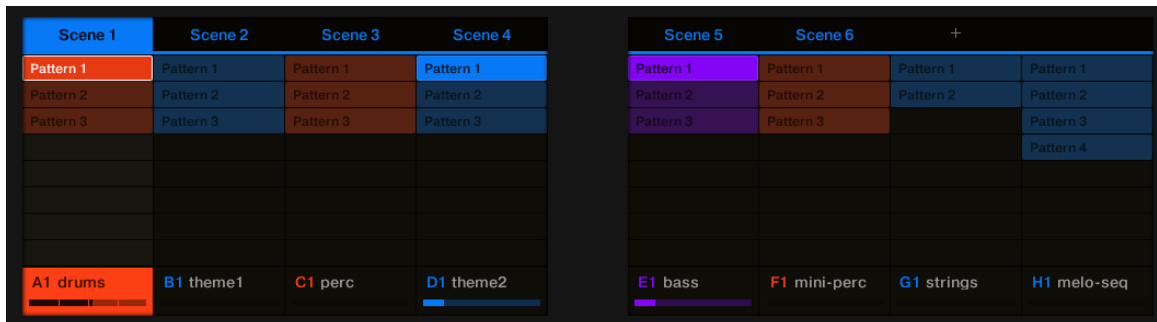 Scene 1 Scene 2 Scene 3 Scene 4 Scene 5 Scene 6 +
Pattern 1 Pattern 1 Pattern 1 Pattern 1 Pattern 1 Pattern 1 Pattern 1 Pattern 1
Pattern 2 Pattern 2 Pattern 2 Pattern 2 Pattern 2 Pattern 2 Pattern 2 Pattern 2
Pattern 3 Pattern 3 Pattern 3 Pattern 3 Pattern 3 Pattern 3 Pattern 3
Pattern 4
A1 drums B1 theme1 C1 perc D1 theme2 E1 bass F1 mini-perc G1 strings H1 melo-seq